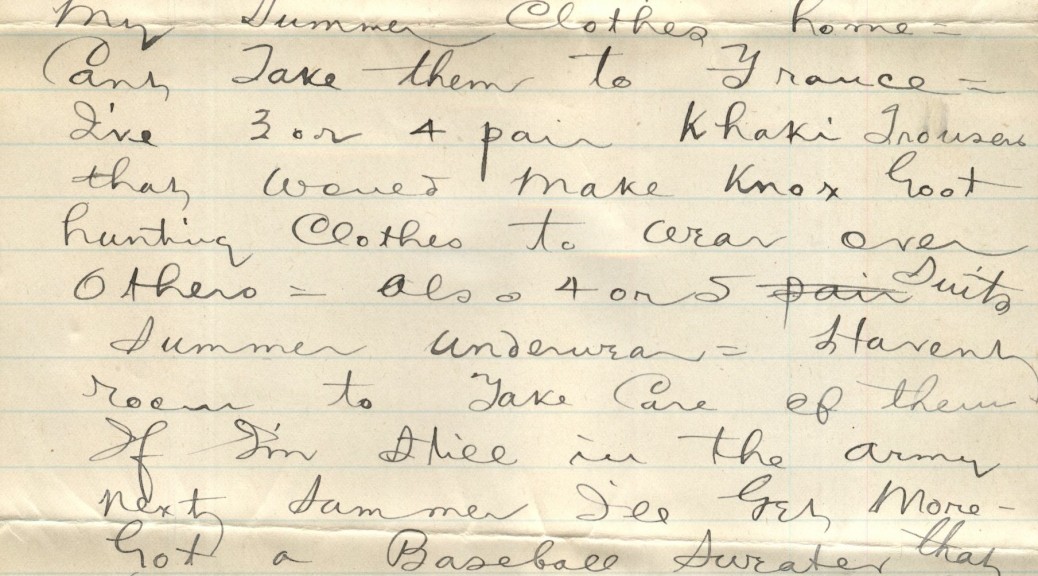 My Summer Clothes home =
Cant Take them to France =
I've 3 or 4 pair Khaki Trousers
that would make Knox Good
hunting Clothes to wear over
Others = also 4 or 5 pair Suits
Summer underwear = Havent
room to Take Care of them
If I'm Still in the army
next Summer I'll Get More -
Got a Baseball Sweater that